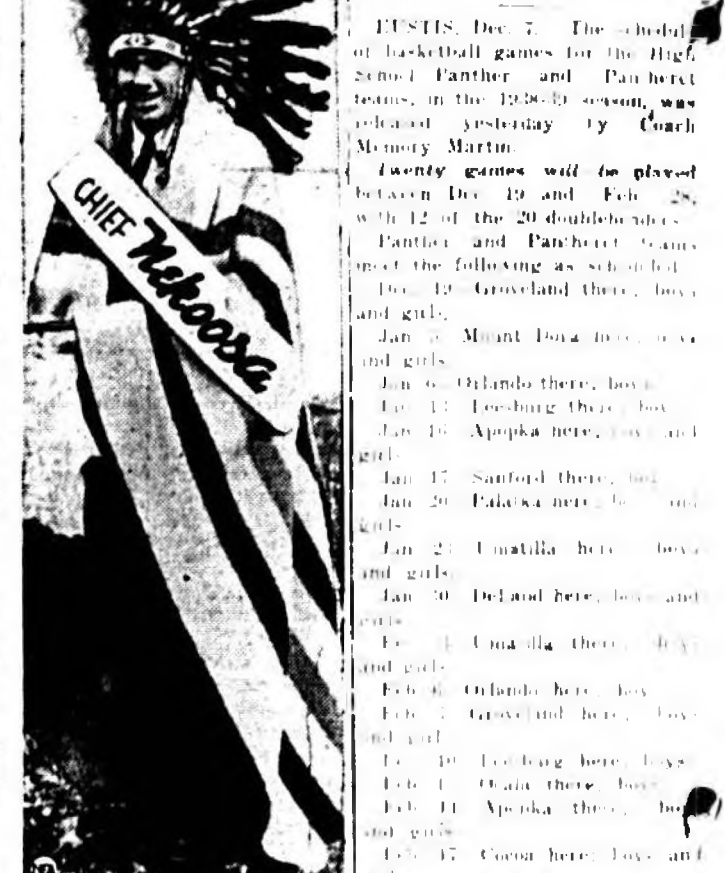 CHIEF
Nekoosa
EUSTIS, Dec. 7. The schedule
of basketball games for the High
School Panther and Pantheret
teams, in the 1938-39 season, was
released yesterday by Coach
Memory Martin.
Twenty games will be played
between Dec. 19 and Feb. 28,
with 12 of the 20 doubleheaders.
Panther and Pantheret teams
meet the following as scheduled
Dec. 19 Groveland there, boys
and girls.
Jan. Mount Dora here, boys
and girls.
Jan. 6 Orlando there, boys
Jan. 13 Leesburg there, boys
Jan. 16 Apopka here, boys and
girls.
Jan. 17 Sanford there, boys
Jan. 20 Palatka here, boys and
girls.
Jan. Umatilla here, boys
and girls.
Jan. 30 DeLand here, boys and
girls.
Feb. Umatilla there, boys
and girls.
Feb. Orlando here, boys
Feb. 7 Groveland here, boys
and girls
Feb. 10 Leesburg here, boys
Feb. Ocala there, boys
Feb. 14 Apopka there, boys
and girls
Feb. 17 Cocoa here, boys and